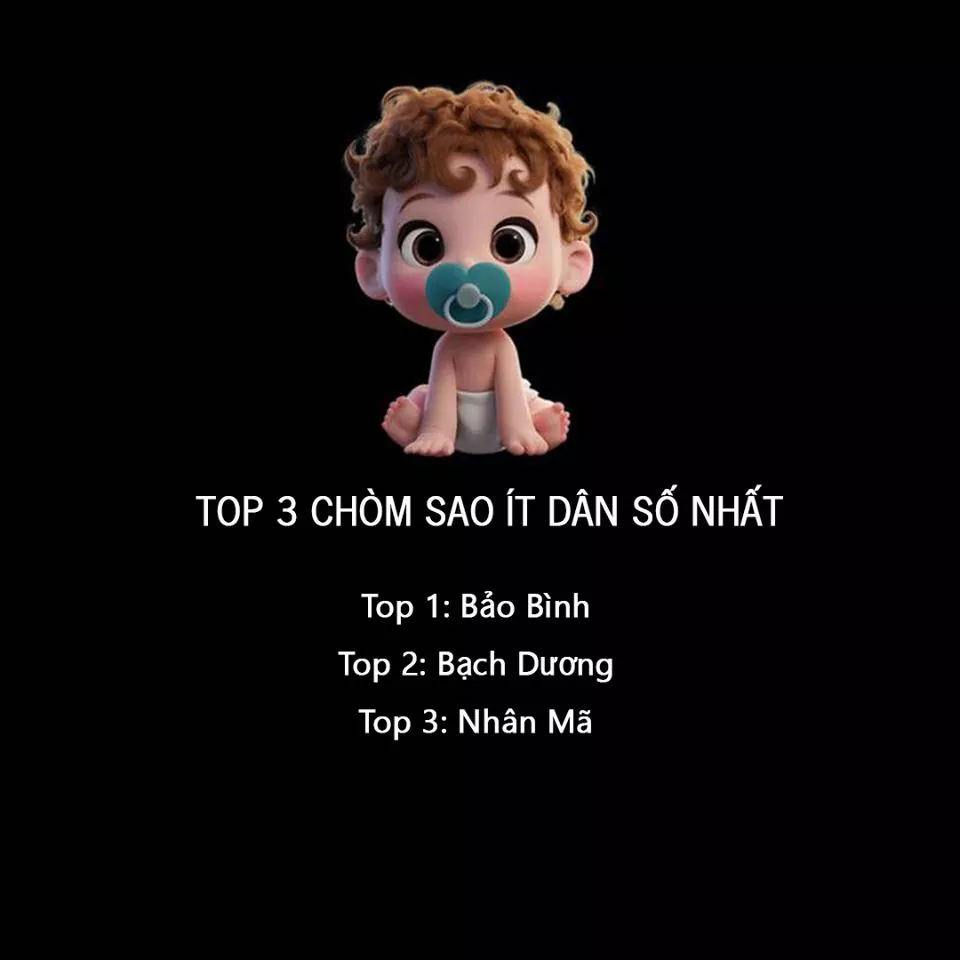 TOP 3 CHÒM SAO ÍT DÂN SỐ NHẤT
Top 1: Bảo Bình
Top 2: Bạch Dương
Top 3: Nhân Mã